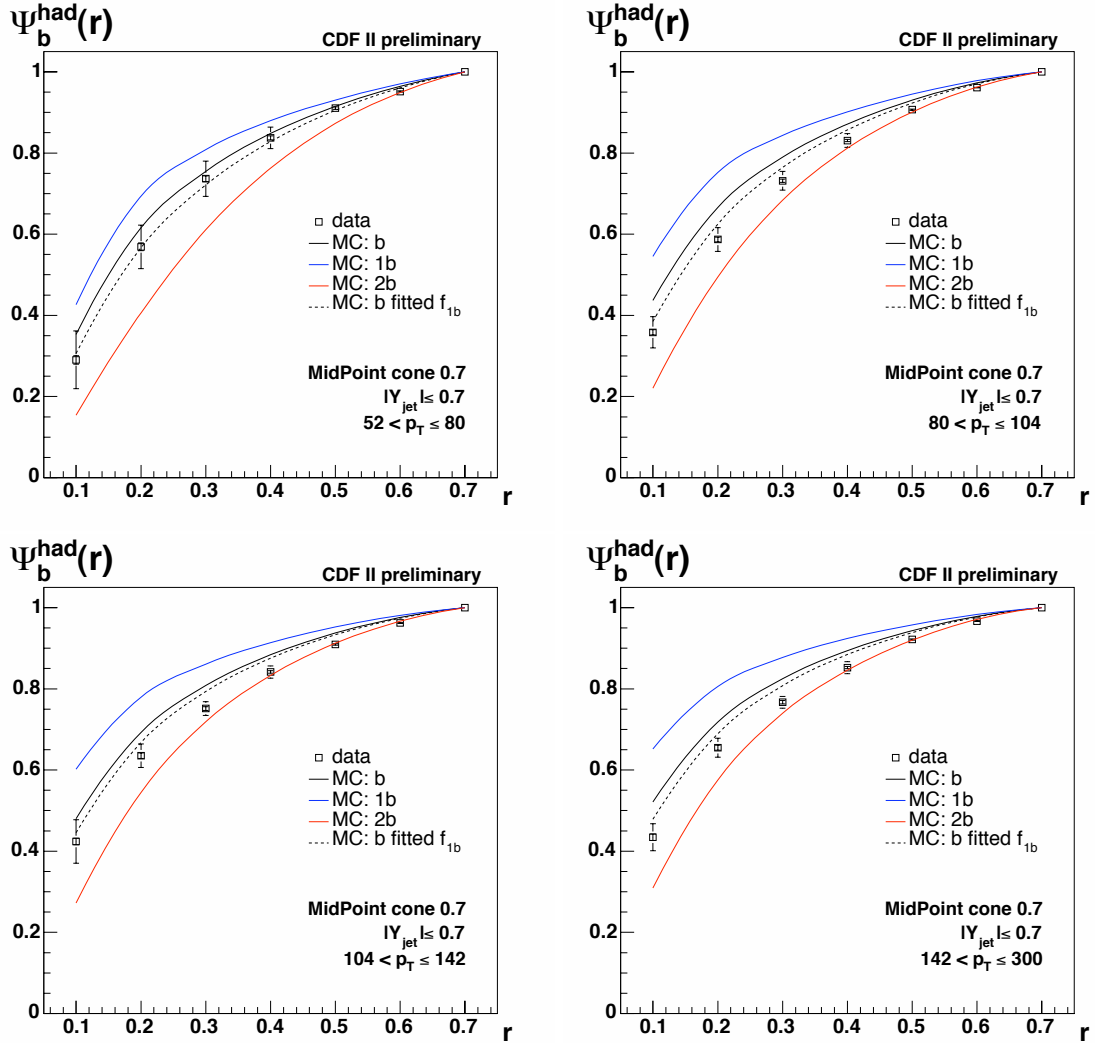 Ψ_b^had(r)
CDF II preliminary
1
0.8
0.6
0.4
0.2
0
data
MC: b
MC: 1b
MC: 2b
MC: b fitted f_1b
MidPoint cone 0.7
|Y_jet|≤ 0.7
52 < p_T ≤ 80
0.1 0.2 0.3 0.4 0.5 0.6 0.7 r
Ψ_b^had(r)
CDF II preliminary
1
0.8
0.6
0.4
0.2
0
data
MC: b
MC: 1b
MC: 2b
MC: b fitted f_1b
MidPoint cone 0.7
|Y_jet|≤ 0.7
80 < p_T ≤ 104
0.1 0.2 0.3 0.4 0.5 0.6 0.7 r
Ψ_b^had(r)
CDF II preliminary
1
0.8
0.6
0.4
0.2
0
data
MC: b
MC: 1b
MC: 2b
MC: b fitted f_1b
MidPoint cone 0.7
|Y_jet|≤ 0.7
104 < p_T ≤ 142
0.1 0.2 0.3 0.4 0.5 0.6 0.7 r
Ψ_b^had(r)
CDF II preliminary
1
0.8
0.6
0.4
0.2
0
data
MC: b
MC: 1b
MC: 2b
MC: b fitted f_1b
MidPoint cone 0.7
|Y_jet|≤ 0.7
142 < p_T ≤ 300
0.1 0.2 0.3 0.4 0.5 0.6 0.7 r